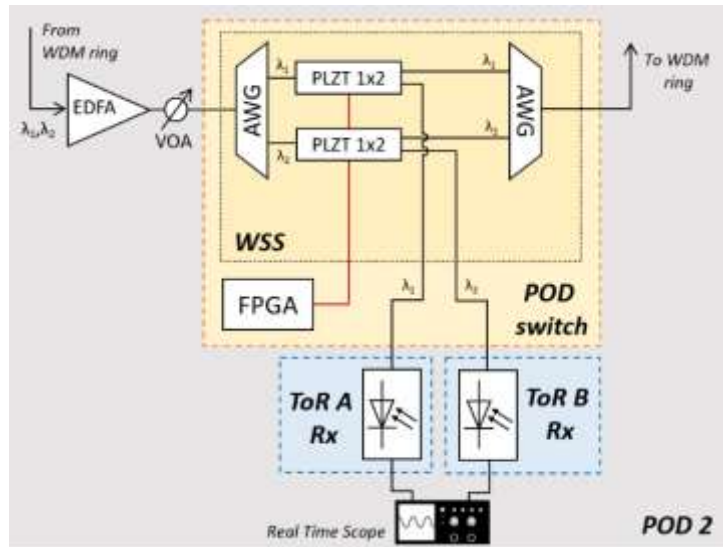 From
WDM ring
λ₁,λ₂
EDFA
VOA
AWG
λ₁
PLZT 1x2
λ₁
λ₂
PLZT 1x2
λ₂
AWG
To WDM
ring
WSS
FPGA
λ₁
λ₂
POD
switch
ToR A
Rx
ToR B
Rx
Real Time Scope
POD 2